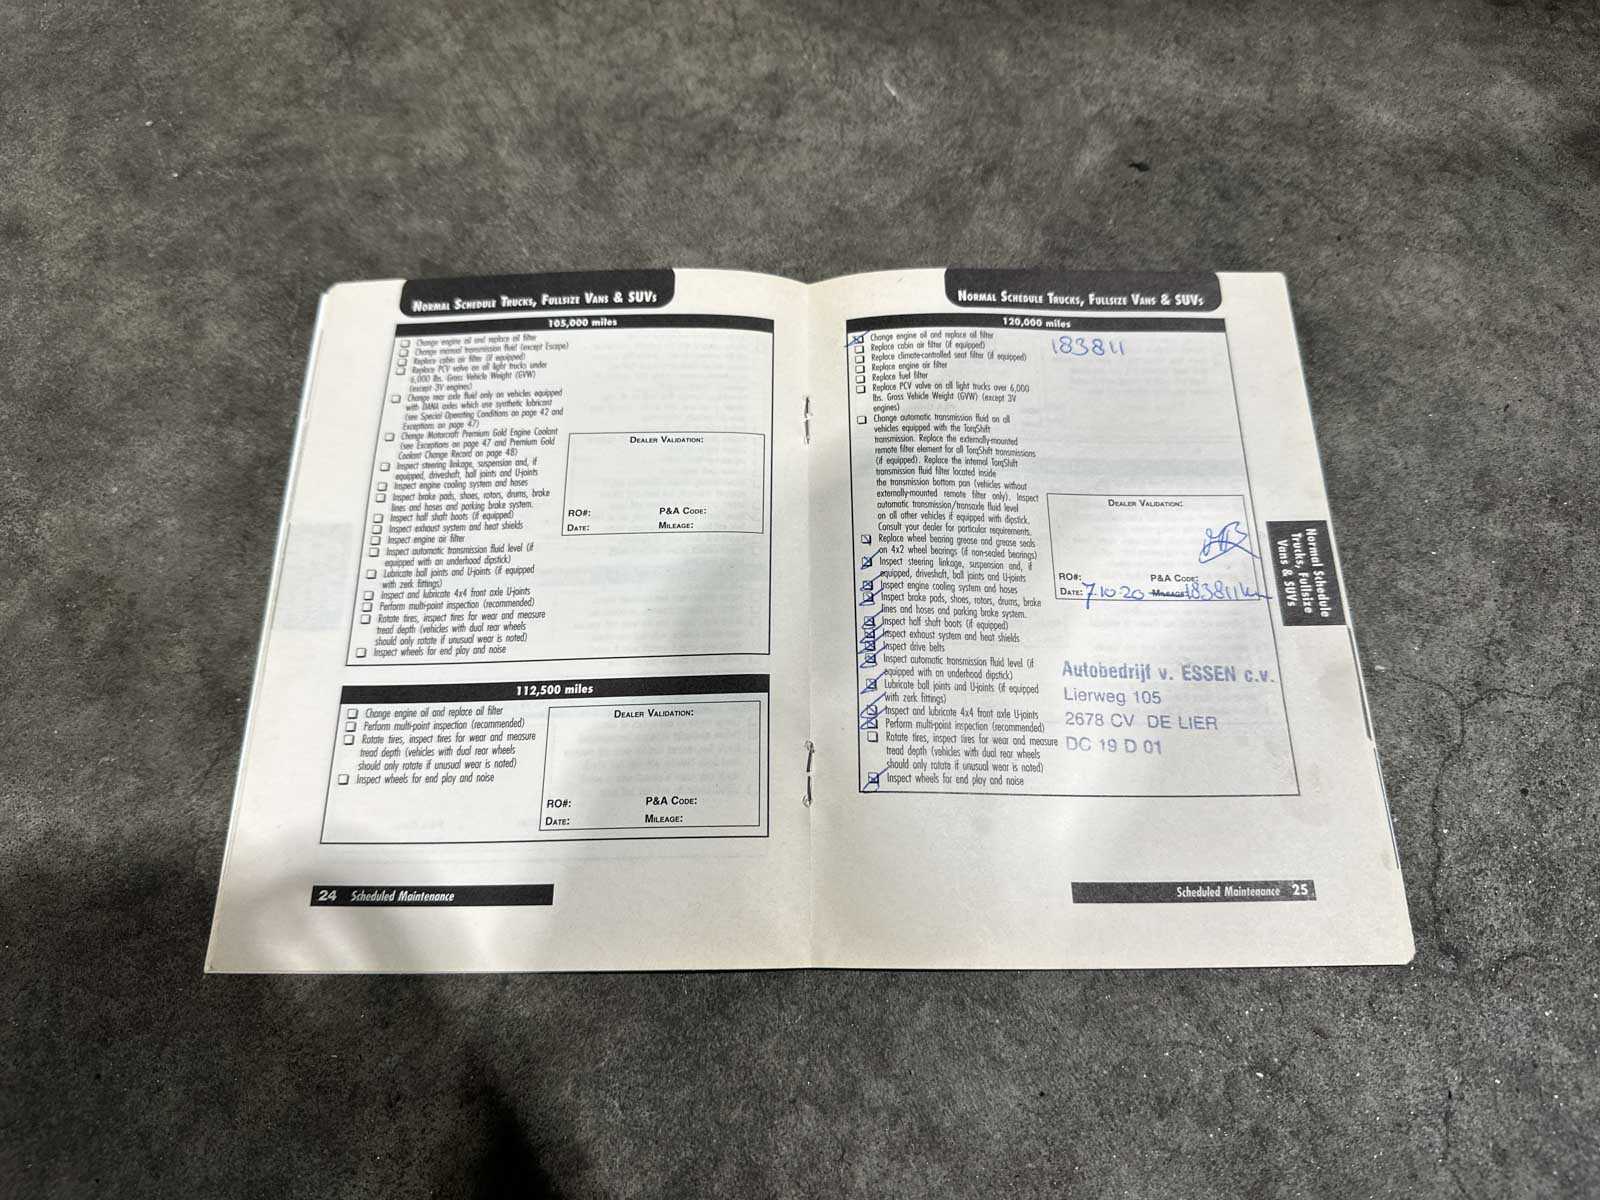 NORMAL SCHEDULE TRUCKS, FULLSIZE VANS & SUVS
105,000 miles
Change engine oil and replace oil filter
Change manual transmission fluid (except Escape)
Replace cabin air filter (if equipped)
Replace PCV valve on all light trucks under
6,000 lbs. Gross Vehicle Weight (GVW)
(except 3V engines)
Change rear axle fluid only on vehicles equipped
with DANA axles which use synthetic lubricant
(see Special Operating Conditions on page 42 and
Exceptions on page 47)
Change Motorcraft Premium Gold Engine Coolant
(see Exceptions on page 47 and Premium Gold
Coolant Change Record on page 48)
Inspect steering linkage, suspension and, if
equipped, driveshaft, ball joints and U-joints
Inspect engine cooling system and hoses
Inspect brake pads, shoes, rotors, drums, brake
lines and hoses and parking brake system.
Inspect half shaft boots (if equipped)
Inspect exhaust system and heat shields
Inspect engine air filter
Inspect automatic transmission fluid level (if
equipped with an underhood dipstick)
Lubricate ball joints and U-joints (if equipped
with zerk fittings)
Inspect and lubricate 4x4 front axle U-joints
Perform multi-point inspection (recommended)
Rotate tires, inspect tires for wear and measure
tread depth (vehicles with dual rear wheels
should only rotate if unusual wear is noted)
Inspect wheels for end play and noise
DEALER VALIDATION:
RO#: P&A CODE:
DATE: MILEAGE:
112,500 miles
Change engine oil and replace oil filter
Perform multi-point inspection (recommended)
Rotate tires, inspect tires for wear and measure
tread depth (vehicles with dual rear wheels
should only rotate if unusual wear is noted)
Inspect wheels for end play and noise
DEALER VALIDATION:
RO#: P&A CODE:
DATE: MILEAGE:
24 Scheduled Maintenance
NORMAL SCHEDULE TRUCKS, FULLSIZE VANS & SUVS
120,000 miles
Change engine oil and replace oil filter
Replace cabin air filter (if equipped)
Replace climate-controlled seat filter (if equipped)
Replace engine air filter
Replace fuel filter
Replace PCV valve on all light trucks over 6,000
lbs. Gross Vehicle Weight (GVW) (except 3V
engines)
Change automatic transmission fluid on all
vehicles equipped with the TorqShift
transmission. Replace the externally-mounted
remote filter element for all TorqShift transmissions
(if equipped). Replace the internal TorqShift
transmission fluid filter located inside
the transmission bottom pan (vehicles without
externally-mounted remote filter only). Inspect
automatic transmission/transaxle fluid level
on all other vehicles if equipped with dipstick.
Consult your dealer for particular requirements.
Replace wheel bearing grease and grease seals
on 4x2 wheel bearings (if non-sealed bearings)
Inspect steering linkage, suspension and, if
equipped, driveshaft, ball joints and U-joints
Inspect engine cooling system and hoses
Inspect brake pads, shoes, rotors, drums, brake
lines and hoses and parking brake system.
Inspect half shaft boots (if equipped)
Inspect exhaust system and heat shields
Inspect drive belts
Inspect automatic transmission fluid level (if
equipped with an underhood dipstick)
Lubricate ball joints and U-joints (if equipped
with zerk fittings)
Inspect and lubricate 4x4 front axle U-joints
Perform multi-point inspection (recommended)
Rotate tires, inspect tires for wear and measure
tread depth (vehicles with dual rear wheels
should only rotate if unusual wear is noted)
Inspect wheels for end play and noise
183811
DEALER VALIDATION:
RO#: P&A CODE:
DATE: 7.10.20 MILEAGE: 183811 km
Autobedrijf v. ESSEN c.v.
Lierweg 105
2678 CV DE LIER
DC 19 D 01
Normal Schedule
Trucks, Fullsize
Vans & SUVs
Scheduled Maintenance 25